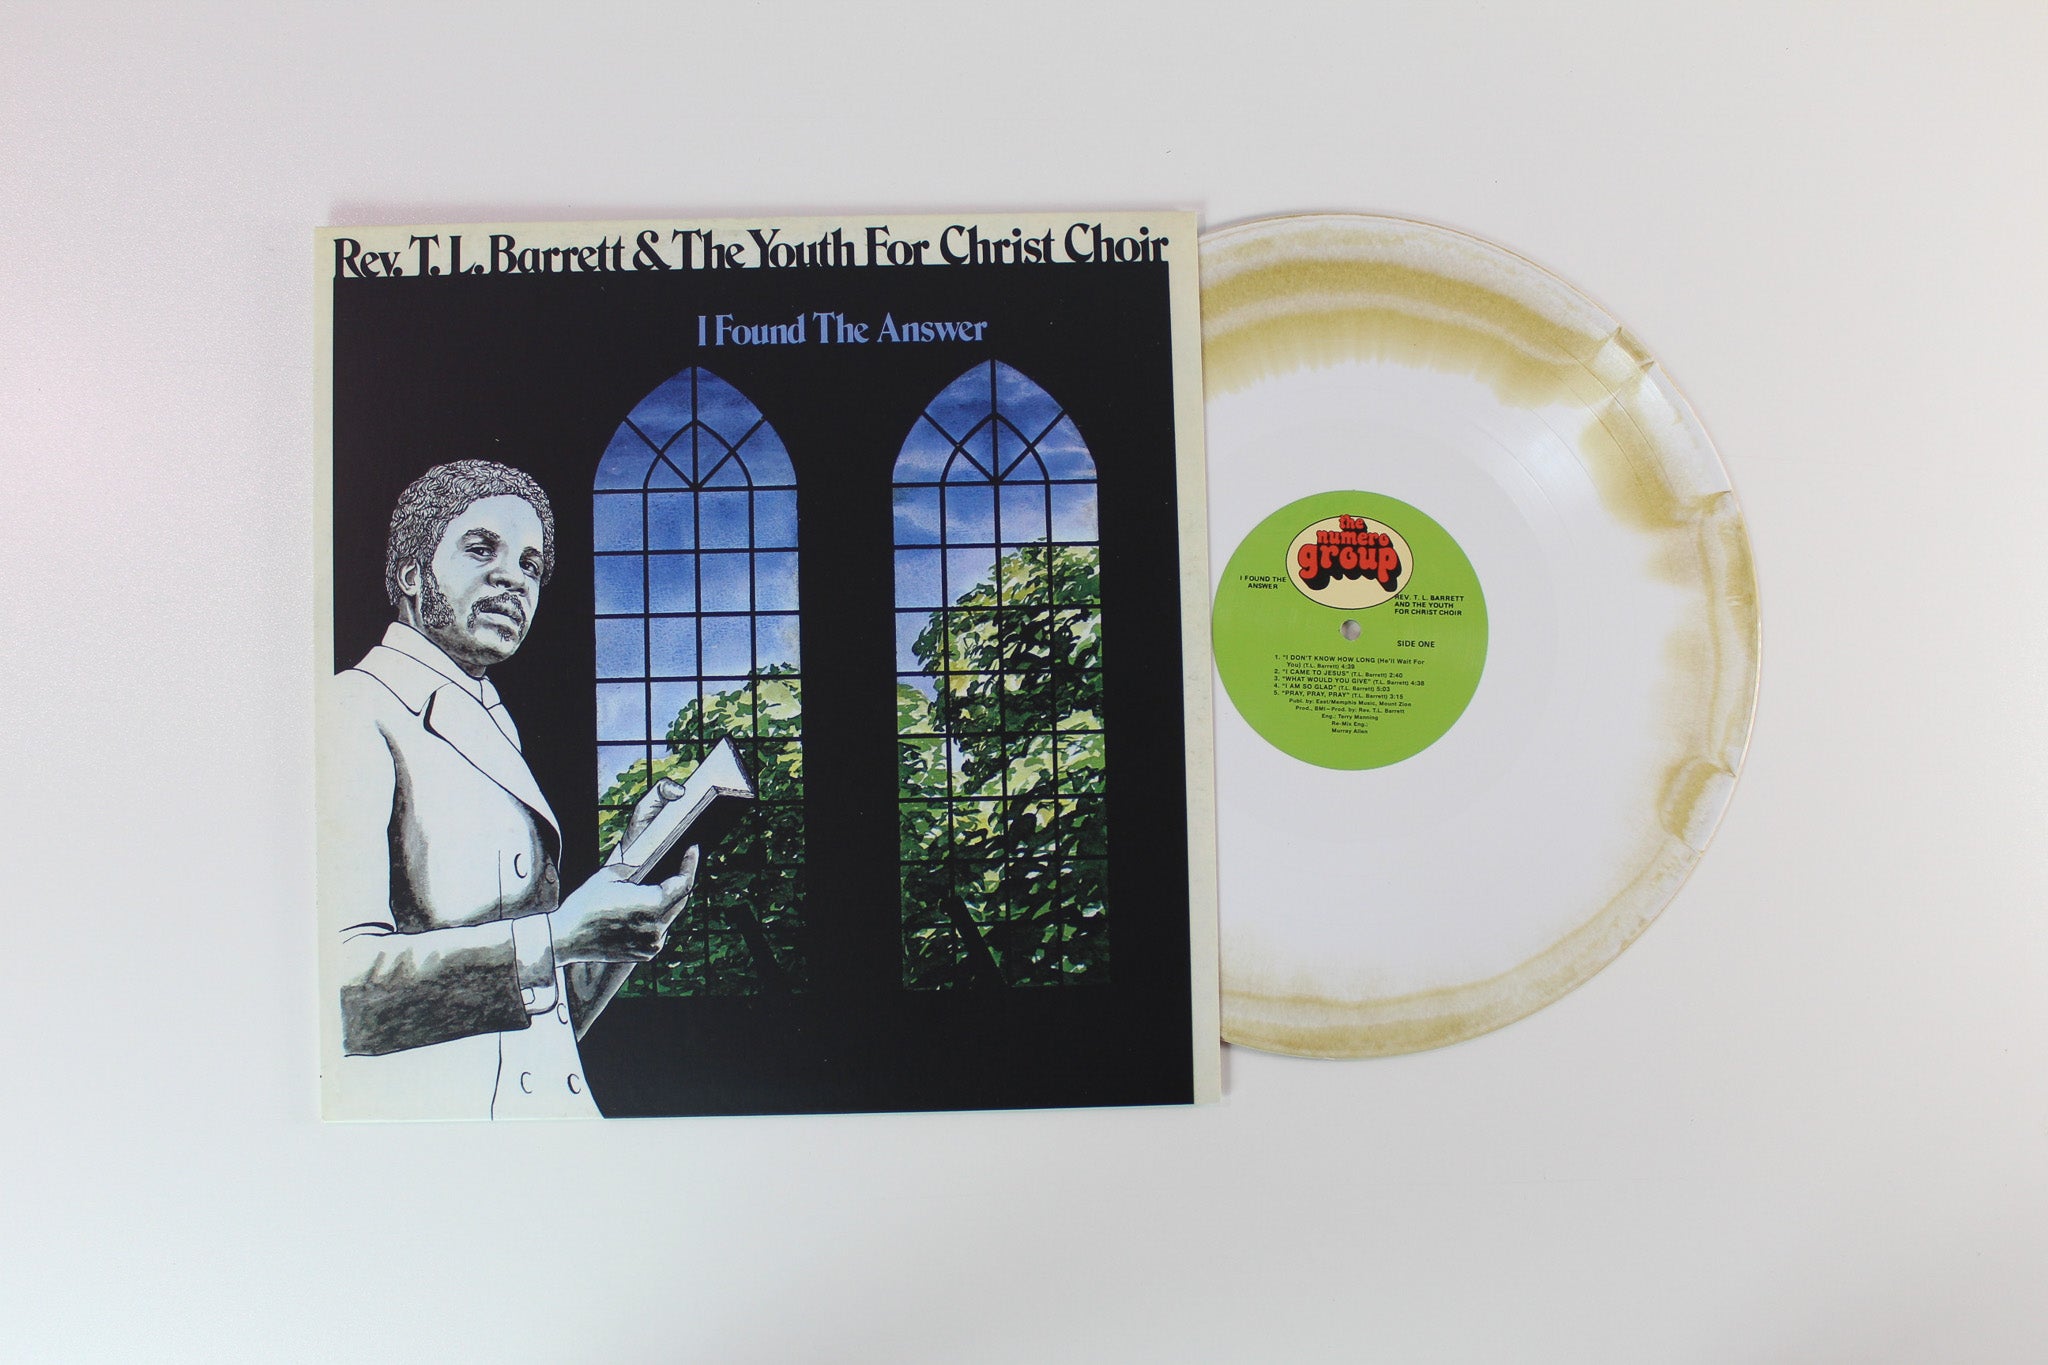 Rev. T. L. Barrett & The Youth For Christ Choir
I Found The Answer
the
numero
group
I FOUND THE
ANSWER
REV. T. L. BARRETT
AND THE YOUTH
FOR CHRIST CHOIR
SIDE ONE
1. "I DON'T KNOW HOW LONG (He'll Wait For
You) (T.L. Barrett) 4:39
2. "I CAME TO JESUS" (T.L. Barrett) 2:40
3. "WHAT WOULD YOU GIVE" (T.L. Barrett) 4:38
4. "I AM SO GLAD" (T.L. Barrett) 5:03
5. "PRAY, PRAY, PRAY" (T.L. Barrett) 3:15
Publ. by: East/Memphis Music, Mount Zion
Prod., BMI—Prod. by: Rev. T.L. Barrett
Eng.: Terry Manning
Re-Mix Eng.:
Murray Allen